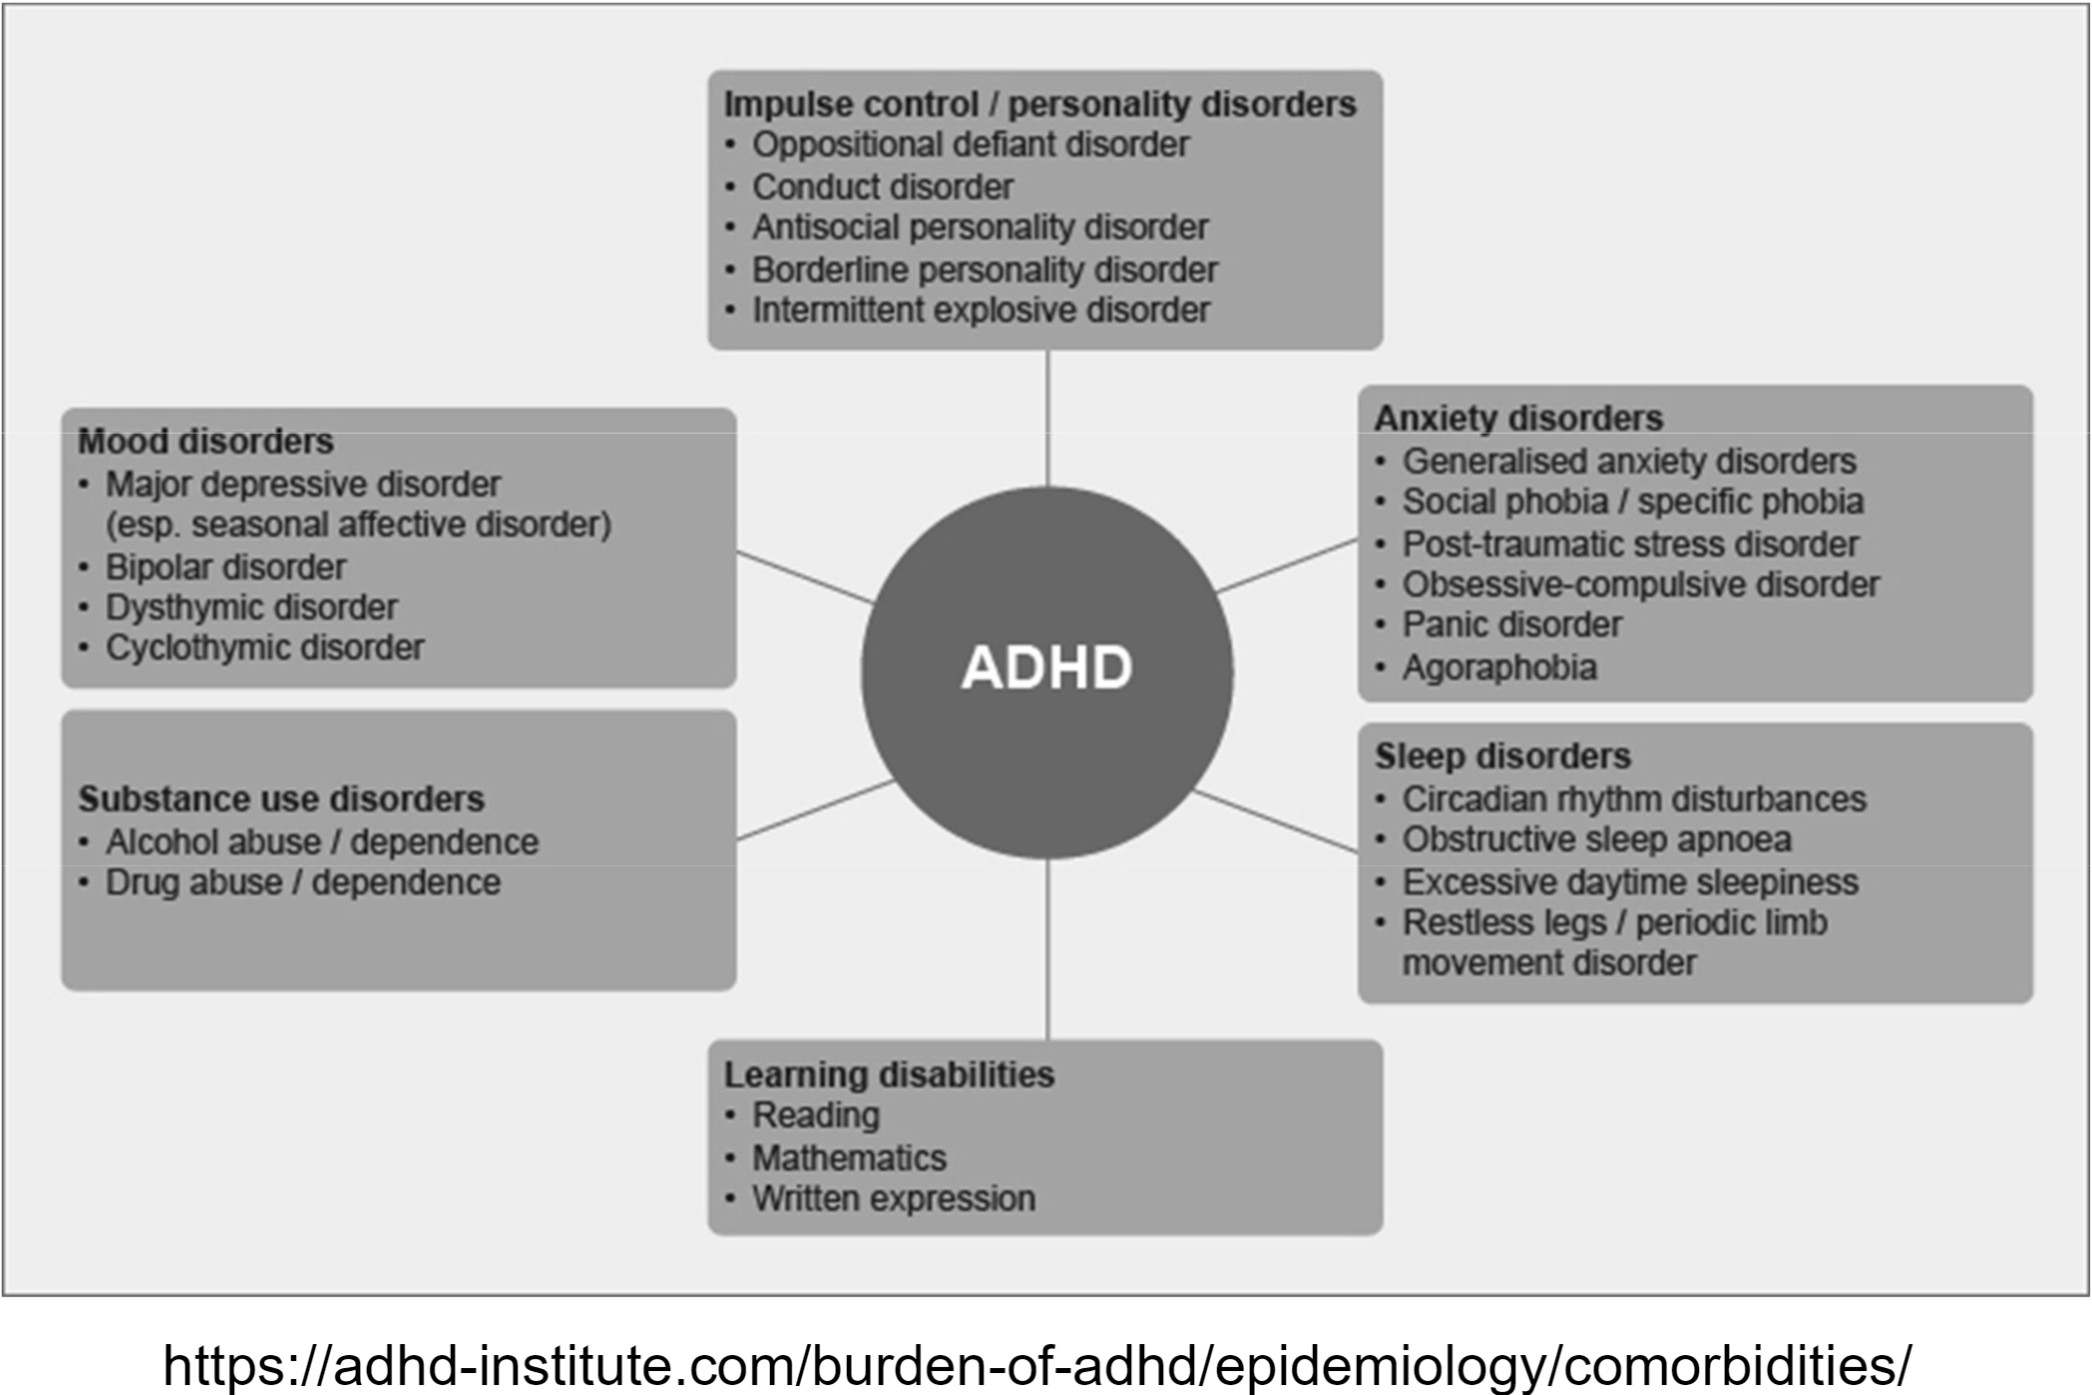 Impulse control / personality disorders
• Oppositional defiant disorder
• Conduct disorder
• Antisocial personality disorder
• Borderline personality disorder
• Intermittent explosive disorder
Mood disorders
• Major depressive disorder
(esp. seasonal affective disorder)
• Bipolar disorder
• Dysthymic disorder
• Cyclothymic disorder
Anxiety disorders
• Generalised anxiety disorders
• Social phobia / specific phobia
• Post-traumatic stress disorder
• Obsessive-compulsive disorder
• Panic disorder
• Agoraphobia
ADHD
Substance use disorders
• Alcohol abuse / dependence
• Drug abuse / dependence
Sleep disorders
• Circadian rhythm disturbances
• Obstructive sleep apnoea
• Excessive daytime sleepiness
• Restless legs / periodic limb
movement disorder
Learning disabilities
• Reading
• Mathematics
• Written expression
https://adhd-institute.com/burden-of-adhd/epidemiology/comorbidities/